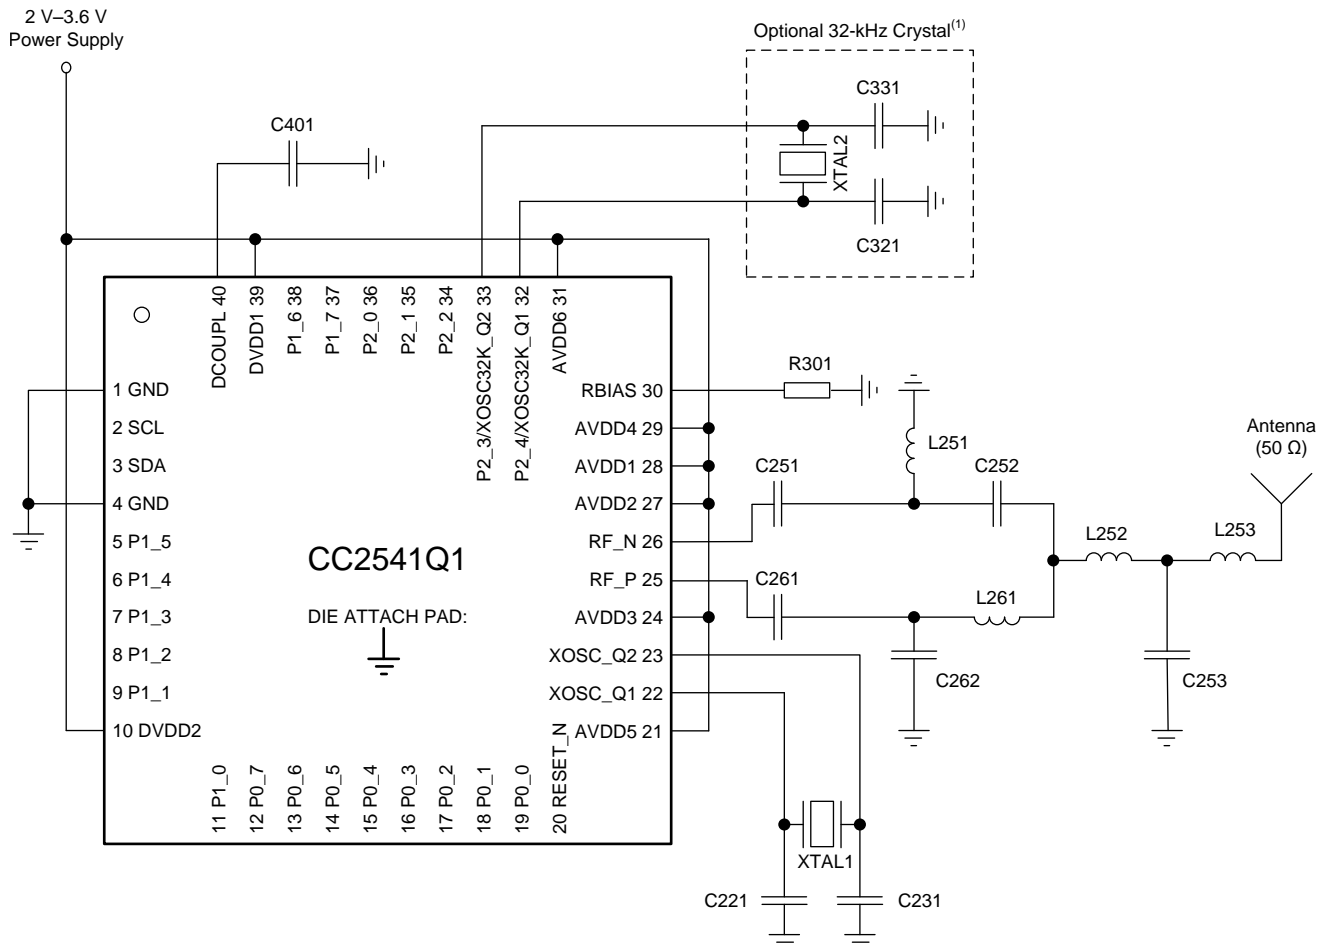 2 V–3.6 V
Power Supply
Optional 32-kHz Crystal(1)
C331
C401
XTAL2
C321
DCOUPL 40
DVDD1 39
P1_6 38
P1_7 37
P2_0 36
P2_1 35
P2_2 34
P2_3/XOSC32K_Q2 33
P2_4/XOSC32K_Q1 32
AVDD6 31
1 GND
2 SCL
3 SDA
4 GND
5 P1_5
6 P1_4
7 P1_3
8 P1_2
9 P1_1
10 DVDD2
CC2541Q1
DIE ATTACH PAD:
RBIAS 30
AVDD4 29
AVDD1 28
AVDD2 27
RF_N 26
RF_P 25
AVDD3 24
XOSC_Q2 23
XOSC_Q1 22
AVDD5 21
11 P1_0
12 P0_7
13 P0_6
14 P0_5
15 P0_4
16 P0_3
17 P0_2
18 P0_1
19 P0_0
20 RESET_N
R301
L251
C251
C252
Antenna
(50 Ω)
L252
L253
C261
L261
C262
C253
XTAL1
C221
C231